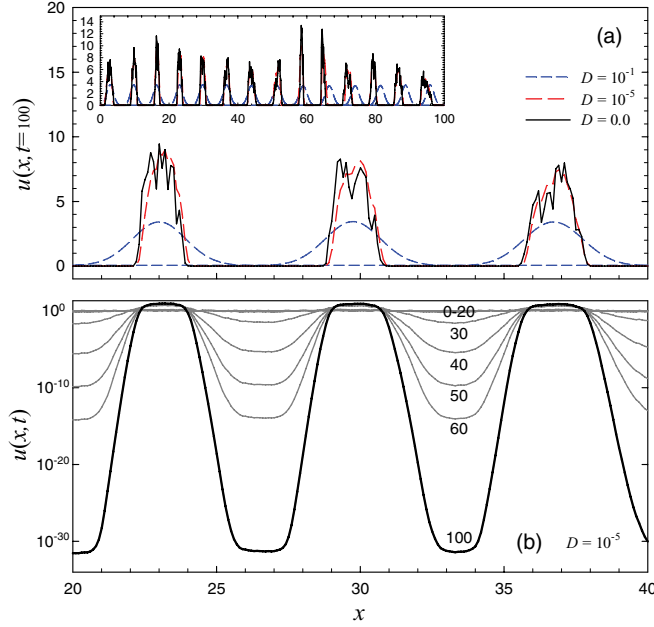 20
15
10
5
0
u(x, t=100)
14
12
10
8
6
4
2
0
0 20 40 60 80 100
(a)
D = 10⁻¹
D = 10⁻⁵
D = 0.0
10⁰
10⁻¹⁰
10⁻²⁰
10⁻³⁰
u(x,t)
0-20
30
40
50
60
100
(b) D = 10⁻⁵
20 25 30 35 40
x